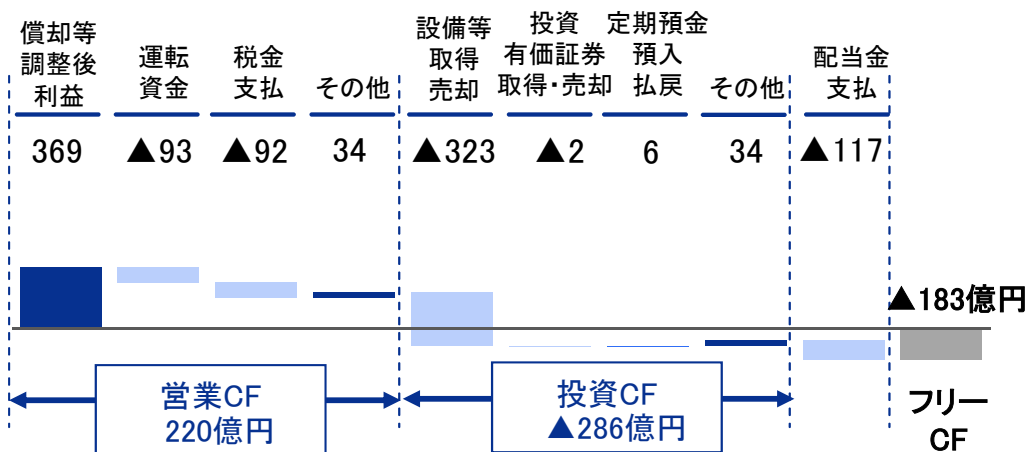 償却等
調整後
利益
運転
資金
税金
支払
その他
設備等
取得
売却
投資
有価証券
取得・売却
定期預金
預入
払戻
その他
配当金
支払
369
▲93
▲92
34
▲323
▲2
6
34
▲117
▲183億円
営業CF
220億円
投資CF
▲286億円
フリー
CF